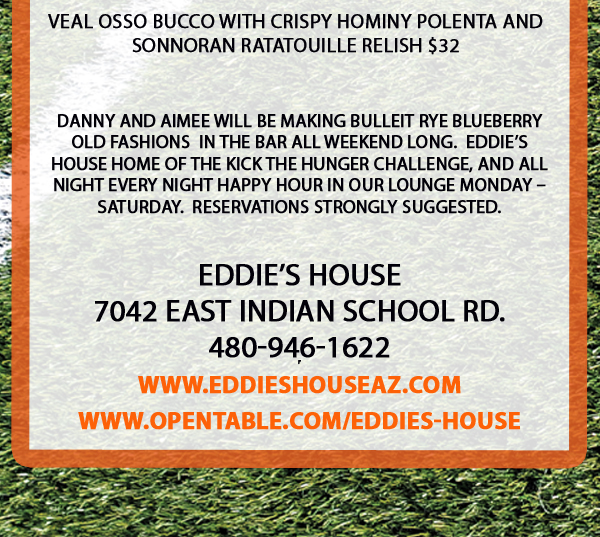 VEAL OSSO BUCCO WITH CRISPY HOMINY POLENTA AND
SONNORAN RATATOUILLE RELISH $32
DANNY AND AIMEE WILL BE MAKING BULLEIT RYE BLUEBERRY
OLD FASHIONS IN THE BAR ALL WEEKEND LONG. EDDIE'S
HOUSE HOME OF THE KICK THE HUNGER CHALLENGE, AND ALL
NIGHT EVERY NIGHT HAPPY HOUR IN OUR LOUNGE MONDAY –
SATURDAY. RESERVATIONS STRONGLY SUGGESTED.
EDDIE'S HOUSE
7042 EAST INDIAN SCHOOL RD.
480-946-1622
WWW.EDDIESHOUSEAZ.COM
WWW.OPENTABLE.COM/EDDIES-HOUSE